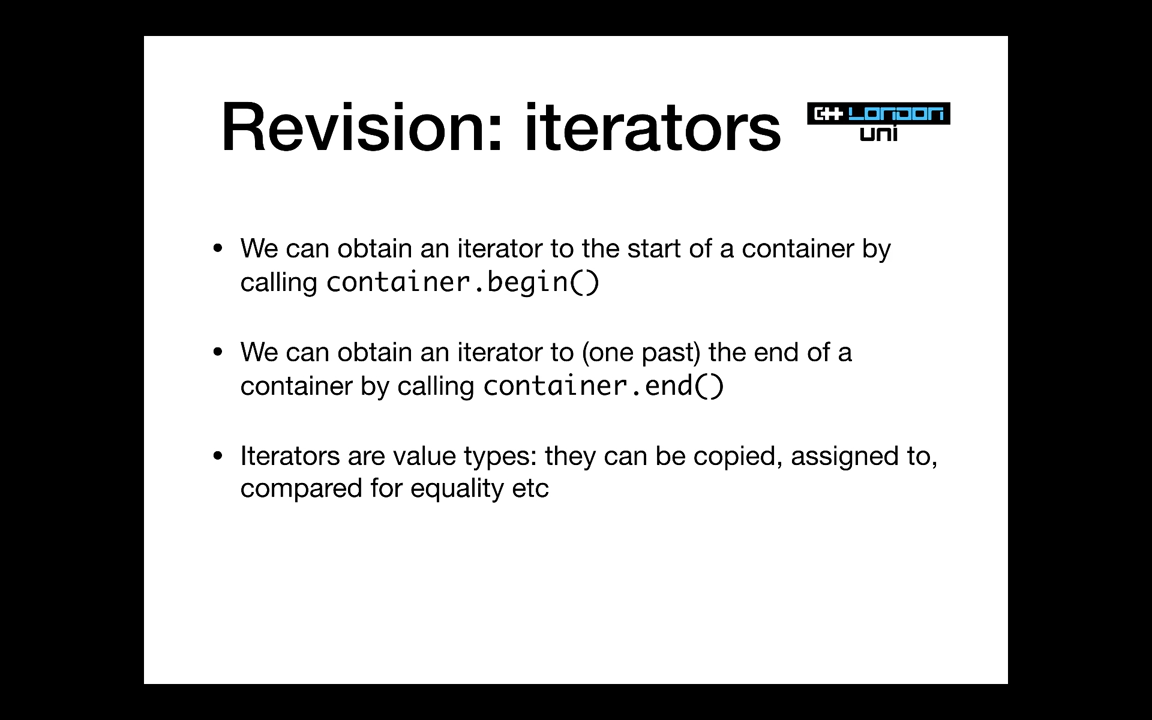 Revision: iterators
C++ London
uni
• We can obtain an iterator to the start of a container by
calling container.begin()
• We can obtain an iterator to (one past) the end of a
container by calling container.end()
• Iterators are value types: they can be copied, assigned to,
compared for equality etc